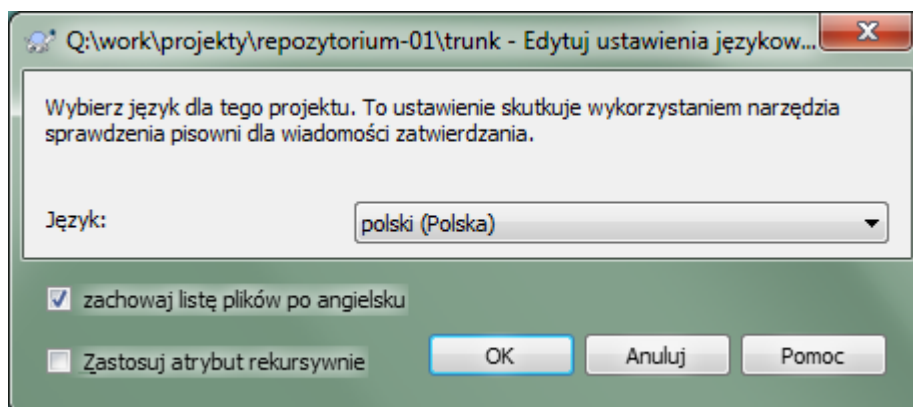 Q:\work\projekty\repozytorium-01\trunk - Edytuj ustawienia językow...
Wybierz język dla tego projektu. To ustawienie skutkuje wykorzystaniem narzędzia
sprawdzenia pisowni dla wiadomości zatwierdzania.
Język:
polski (Polska)
zachowaj listę plików po angielsku
Zastosuj atrybut rekursywnie
OK
Anuluj
Pomoc